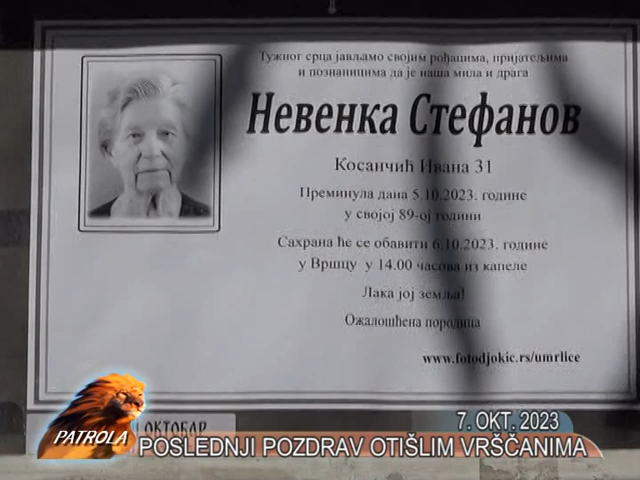 Тужног срца јављамо својим рођацима, пријатељима
и познаницима да је наша мила и драга
Невенка Стефанов
Косанчић Ивана 31
Преминула дана 5.10.2023. године
у својој 89-ој години
Сахрана ће се обавити 6.10.2023. године
у Вршцу у 14.00 часова из капеле
Лака јој земља!
Ожалошћена породица
www.fotodjokic.rs/umrlice
ОКТОБАР
7. OKT. 2023
PATROLA
POSLEDNJI POZDRAV OTIŠLIM VRŠČANIMA